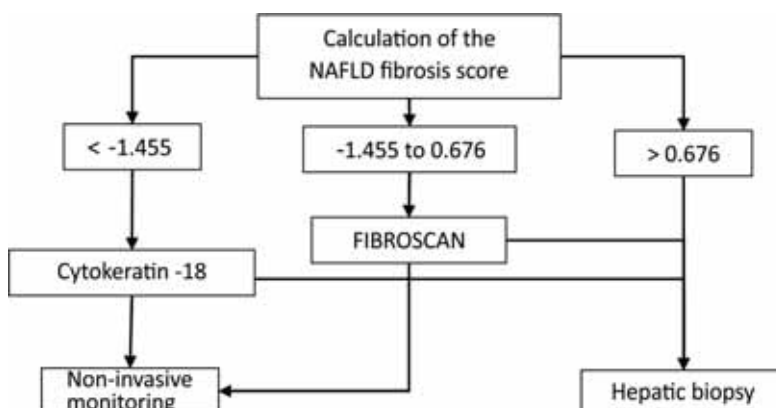 Calculation of the
NAFLD fibrosis score
< -1.455
-1.455 to 0.676
> 0.676
FIBROSCAN
Cytokeratin -18
Non-invasive
monitoring
Hepatic biopsy